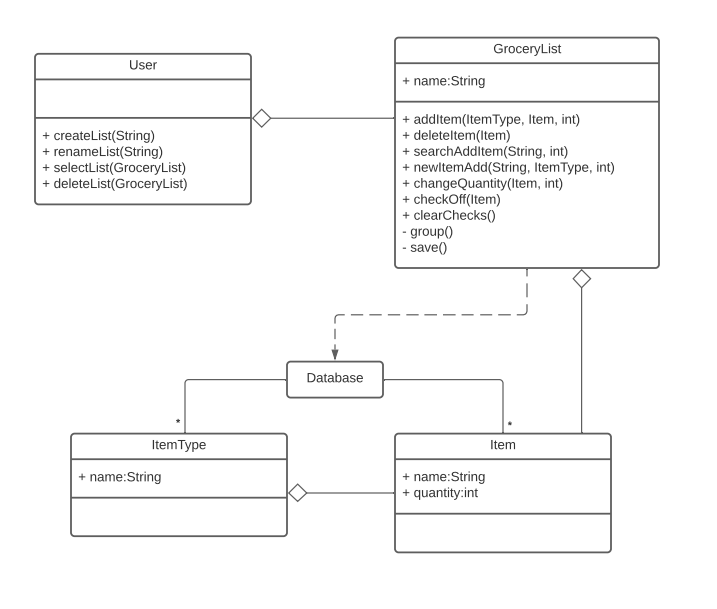 User
+ createList(String)
+ renameList(String)
+ selectList(GroceryList)
+ deleteList(GroceryList)
GroceryList
+ name:String
+ addItem(ItemType, Item, int)
+ deleteItem(Item)
+ searchAddItem(String, int)
+ newItemAdd(String, ItemType, int)
+ changeQuantity(Item, int)
+ checkOff(Item)
+ clearChecks()
- group()
- save()
Database
*
*
ItemType
+ name:String
Item
+ name:String
+ quantity:int